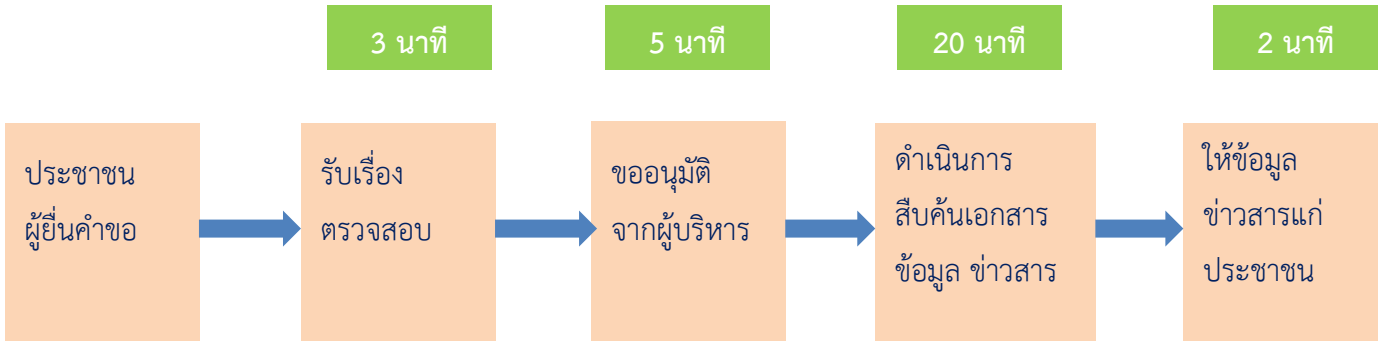 3 นาที
5 นาที
20 นาที
2 นาที
ประชาชน
ผู้ยื่นคำขอ
รับเรื่อง
ตรวจสอบ
ขออนุมัติ
จากผู้บริหาร
ดำเนินการ
สืบค้นเอกสาร
ข้อมูล ข่าวสาร
ให้ข้อมูล
ข่าวสารแก่
ประชาชน